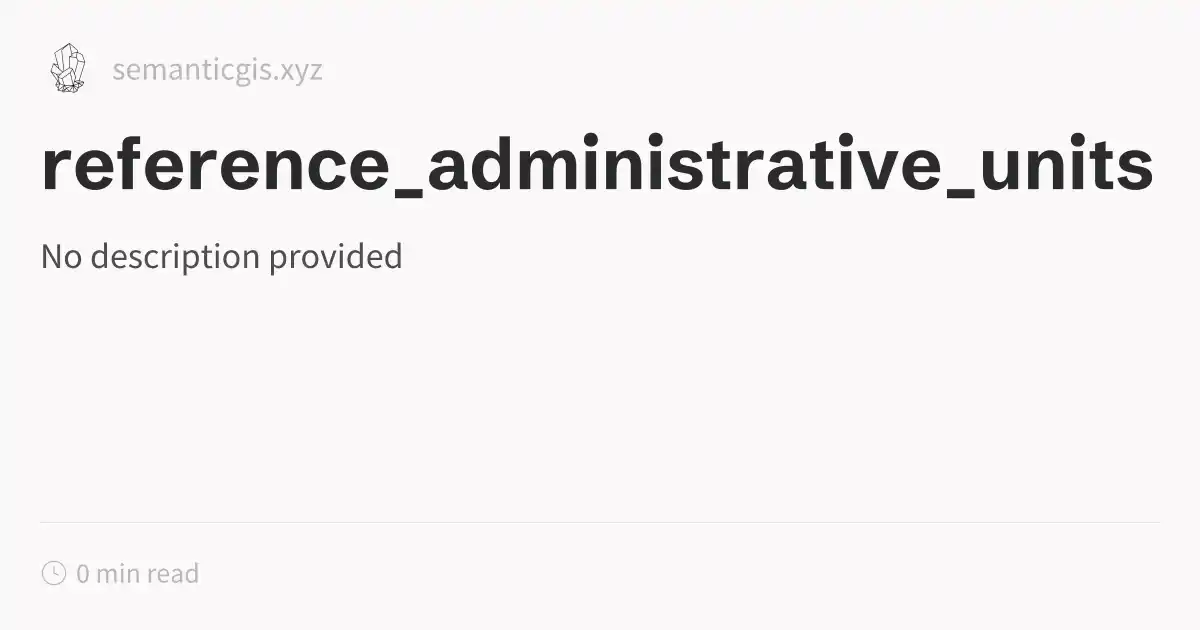 semanticgis.xyz
reference_administrative_units
No description provided
0 min read